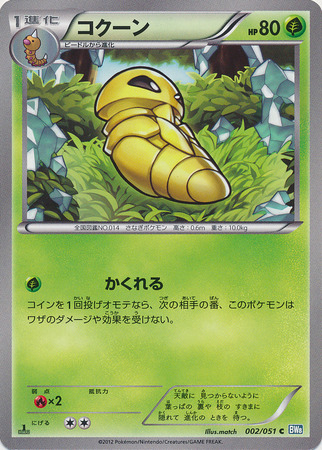 1進化
コクーン
HP80
ビードルから進化
全国図鑑NO.014 さなぎポケモン 高さ:0.6m 重さ:10.0kg
かくれる
コインを1回投げオモテなら、次の相手の番、このポケモンは
ワザのダメージや効果を受けない。
弱点 抵抗力
×2
にげる
天敵に 見つからないように
葉っぱの 裏や 枝の すきまに
隠れて 進化の ときを 待つ。
Illus.match 002/051 C BW6
©2012 Pokémon/Nintendo/Creatures/GAME FREAK.